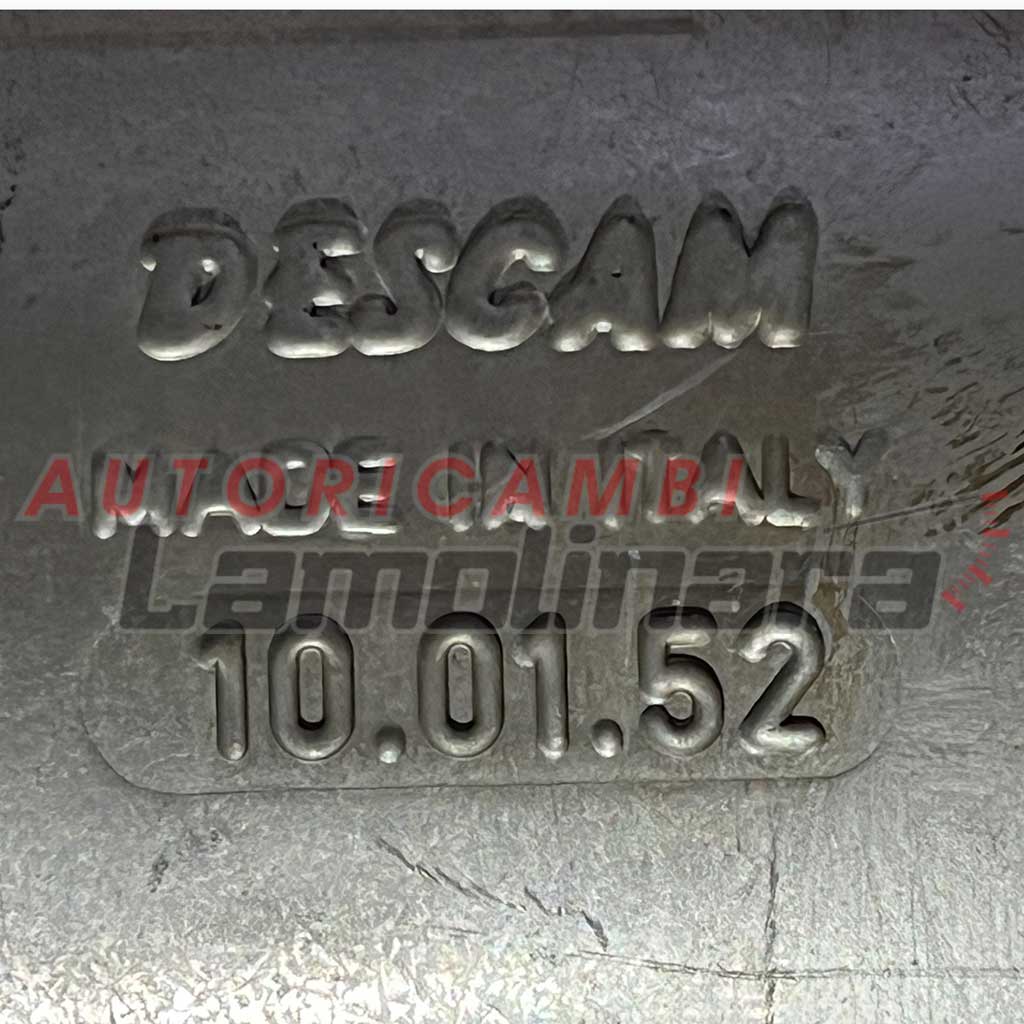 DESCAM
MADE IN ITALY
AUTORICAMBI
Lamolinara
10.01.52